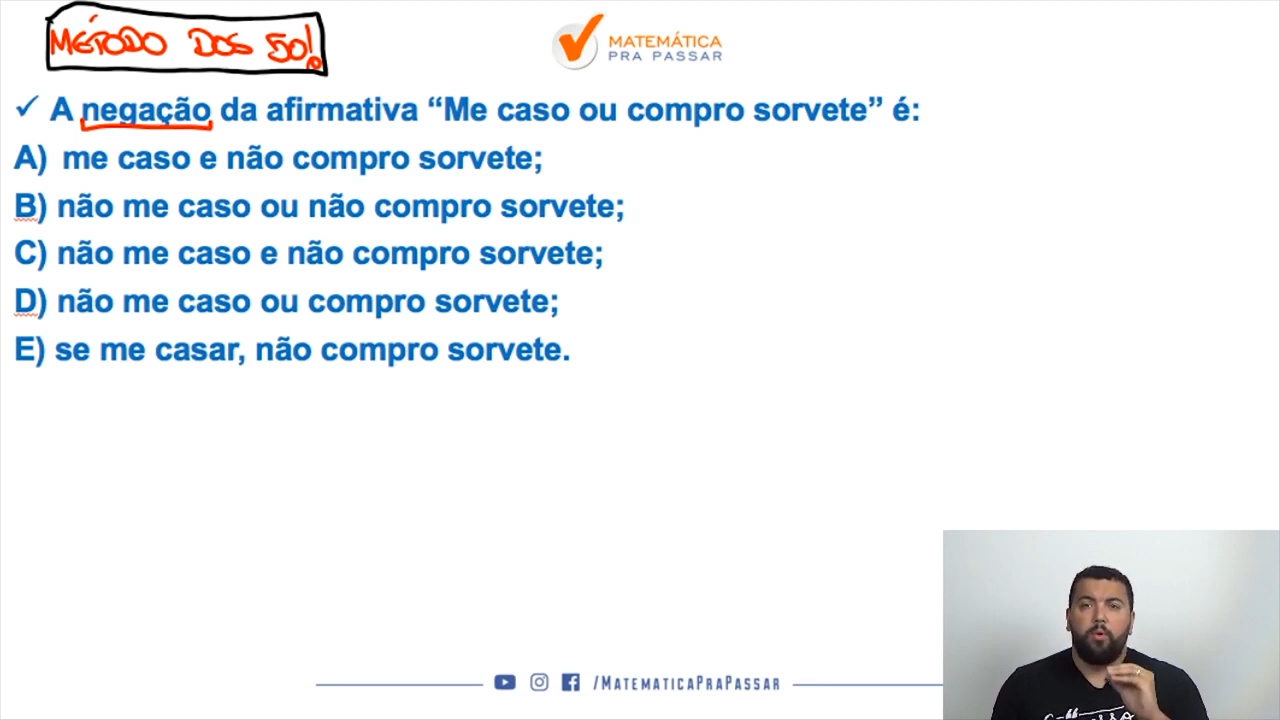 MÉTODO DOS 50!
MATEMÁTICA
PRA PASSAR
✓ A negação da afirmativa “Me caso ou compro sorvete” é:
A) me caso e não compro sorvete;
B) não me caso ou não compro sorvete;
C) não me caso e não compro sorvete;
D) não me caso ou compro sorvete;
E) se me casar, não compro sorvete.
/MATEMATICAPRAPASSAR